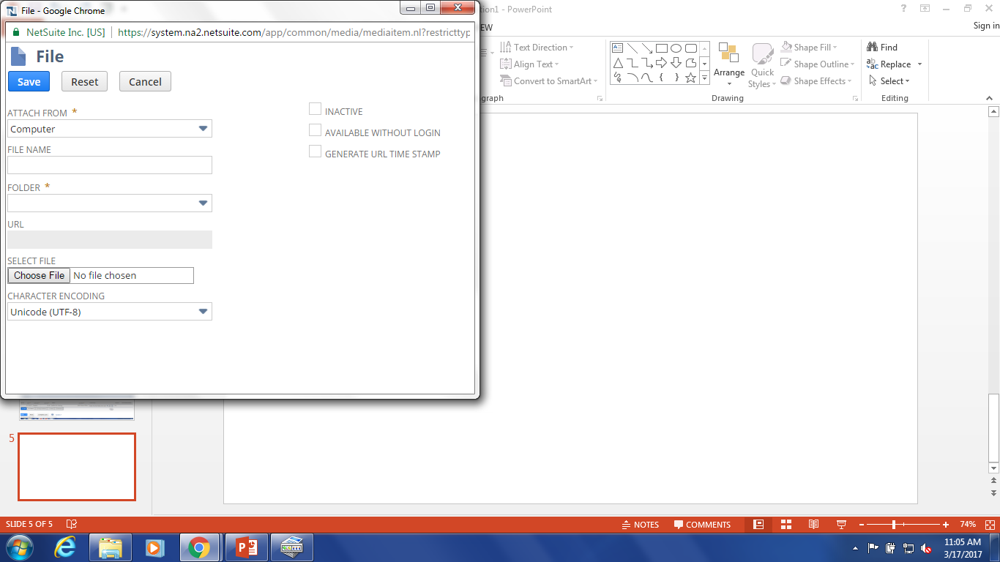 File - Google Chrome
tion1 - PowerPoint
NetSuite Inc. [US] https://system.na2.netsuite.com/app/common/media/mediaitem.nl?restricttyp
EW
Sign in
File
Save Reset Cancel
ATTACH FROM *
Computer
FILE NAME
FOLDER *
URL
SELECT FILE
Choose File No file chosen
CHARACTER ENCODING
Unicode (UTF-8)
INACTIVE
AVAILABLE WITHOUT LOGIN
GENERATE URL TIME STAMP
Text Direction
Align Text
Convert to SmartArt
graph
Arrange
Quick
Styles
Shape Fill
Shape Outline
Shape Effects
Drawing
Find
Replace
Select
Editing
5
SLIDE 5 OF 5
NOTES COMMENTS 74%
11:05 AM
3/17/2017